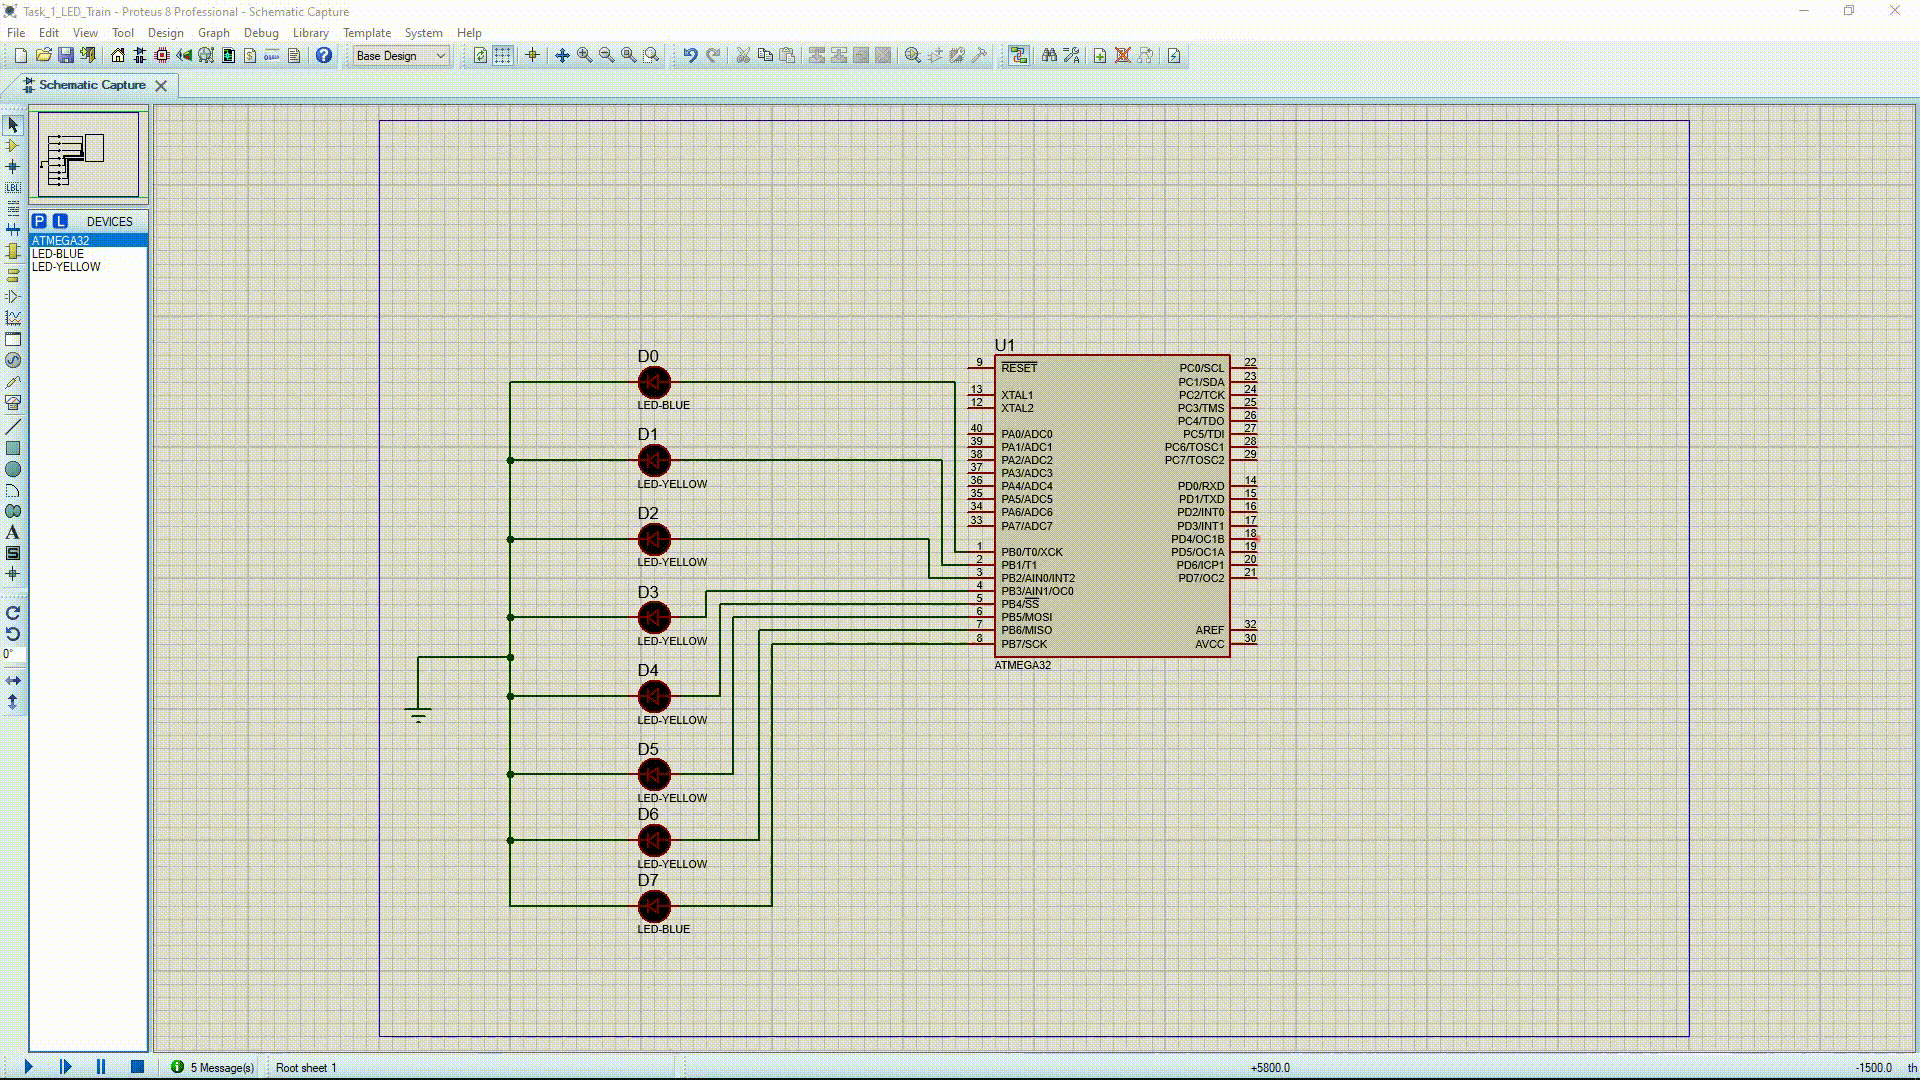 Task_1_LED_Train - Proteus 8 Professional - Schematic Capture
File Edit View Tool Design Graph Debug Library Template System Help
Base Design
Schematic Capture
P L DEVICES
ATMEGA32
LED-BLUE
LED-YELLOW
LBL
A
S
0°
D0
LED-BLUE
D1
LED-YELLOW
D2
LED-YELLOW
D3
LED-YELLOW
D4
LED-YELLOW
D5
LED-YELLOW
D6
LED-YELLOW
D7
LED-BLUE
U1
9 RESET
13 XTAL1
12 XTAL2
40 PA0/ADC0
39 PA1/ADC1
38 PA2/ADC2
37 PA3/ADC3
36 PA4/ADC4
35 PA5/ADC5
34 PA6/ADC6
33 PA7/ADC7
1 PB0/T0/XCK
2 PB1/T1
3 PB2/AIN0/INT2
4 PB3/AIN1/OC0
5 PB4/SS
6 PB5/MOSI
7 PB6/MISO
8 PB7/SCK
PC0/SCL 22
PC1/SDA 23
PC2/TCK 24
PC3/TMS 25
PC4/TDO 26
PC5/TDI 27
PC6/TOSC1 28
PC7/TOSC2 29
PD0/RXD 14
PD1/TXD 15
PD2/INT0 16
PD3/INT1 17
PD4/OC1B 18
PD5/OC1A 19
PD6/ICP1 20
PD7/OC2 21
AREF 32
AVCC 30
ATMEGA32
5 Message(s) Root sheet 1 +5800.0 -1500.0 th